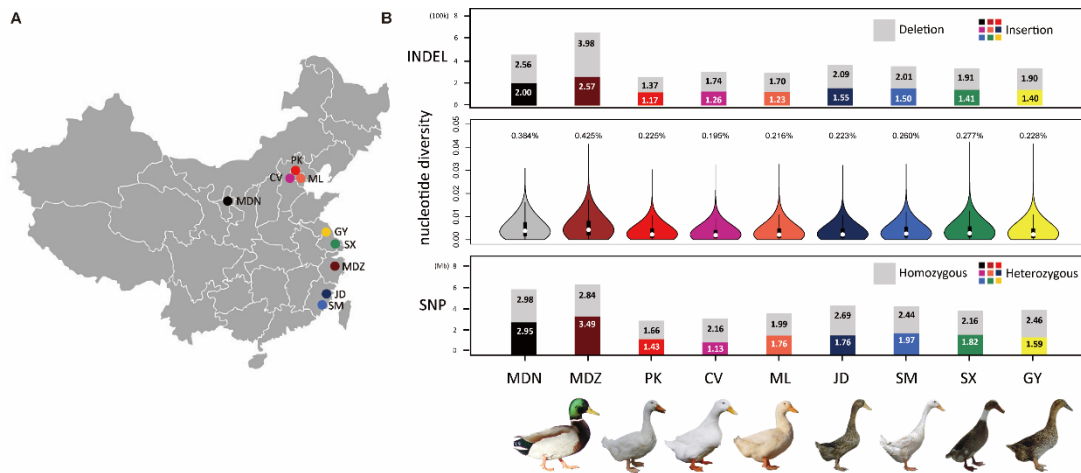 A
PK
CV
ML
MDN
GY
SX
MDZ
JD
SM
B
(100k)
8
6
4
2
0
INDEL
Deletion
Insertion
2.56 3.98 1.37 1.74 1.70 2.09 2.01 1.91 1.90
2.00 2.57 1.17 1.26 1.23 1.55 1.50 1.41 1.40
nucleotide diversity
0.05
0.04
0.03
0.02
0.01
0.00
0.384% 0.425% 0.225% 0.195% 0.216% 0.223% 0.260% 0.277% 0.228%
(Mb)
8
6
4
2
0
SNP
Homozygous
Heterozygous
2.98 2.84 1.66 2.16 1.99 2.69 2.44 2.16 2.46
2.95 3.49 1.43 1.13 1.76 1.76 1.97 1.82 1.59
MDN MDZ PK CV ML JD SM SX GY